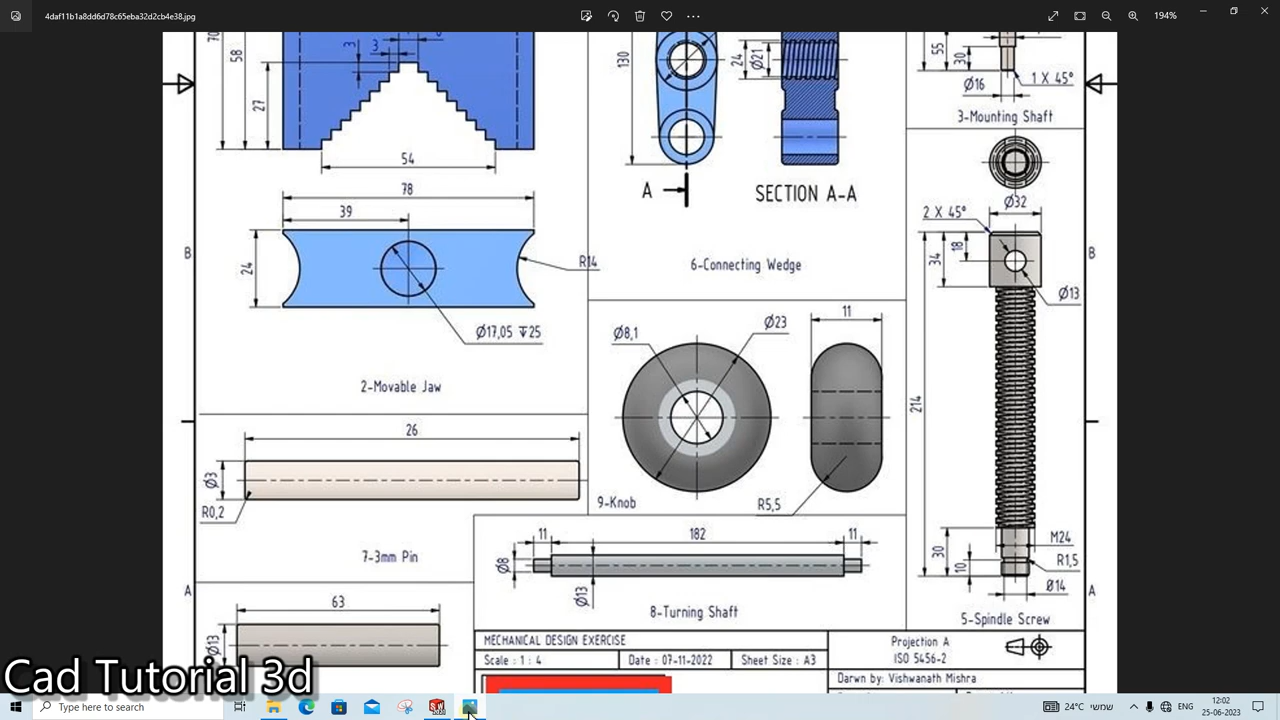 4daf11b1a8dd6d78c65eba32d2cb4e38.jpg
194%
70
58
27
3
3
54
78
39
24
R14
Ø17,05 ↧25
2-Movable Jaw
130
24
Ø21
A
SECTION A-A
6-Connecting Wedge
55
30
Ø16
1 X 45°
3-Mounting Shaft
Ø32
2 X 45°
34
18
Ø13
214
30
10
M24
R1,5
Ø14
5-Spindle Screw
B
B
A
A
26
Ø3
R0,2
7-3mm Pin
Ø8,1
Ø23
11
R5,5
9-Knob
11
182
11
Ø8
Ø13
8-Turning Shaft
63
Ø13
MECHANICAL DESIGN EXERCISE
Scale : 1 : 4
Date : 07-11-2022
Sheet Size : A3
Projection A
ISO 5456-2
Darwn by: Vishwanath Mishra
Cad Tutorial 3d
Type here to search
24°C שמשי
ENG
12:02
25-06-2023